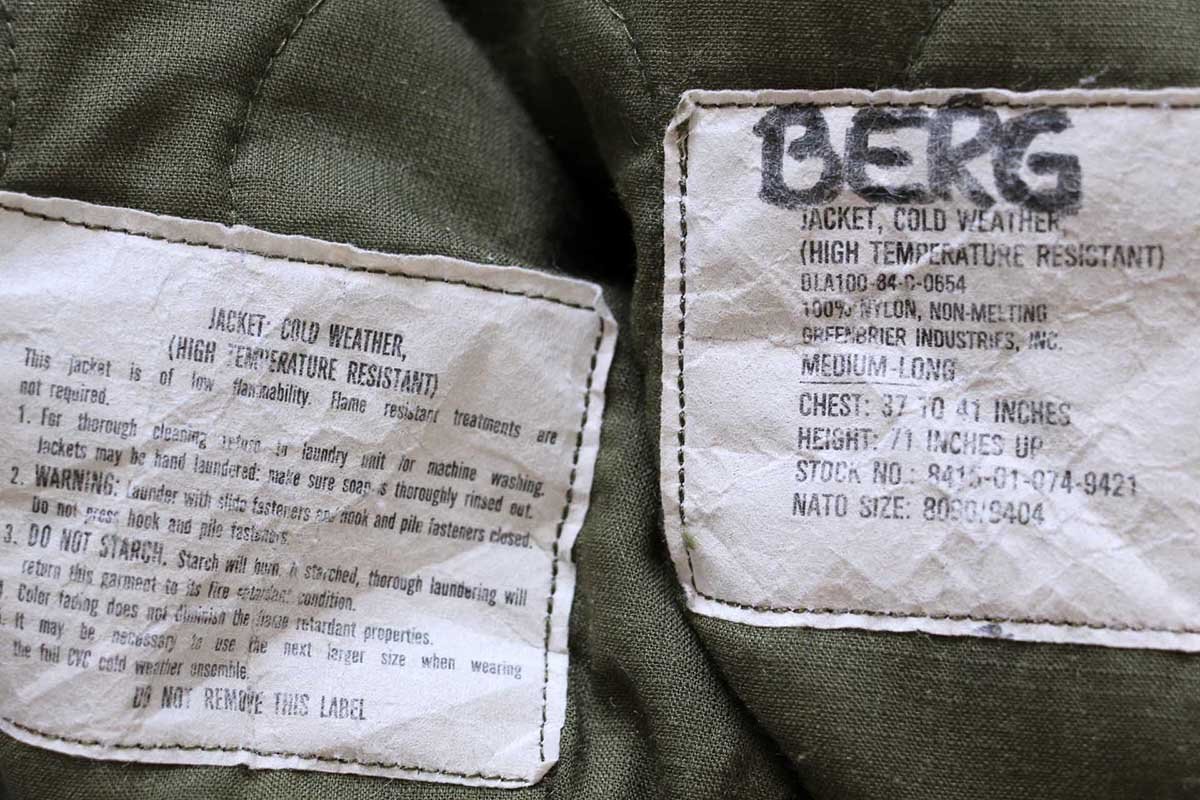 JACKET, COLD WEATHER,
(HIGH TEMPERATURE RESISTANT)
This jacket is of low flammability. Flame resistant treatments are
not required.
1. For thorough cleaning return to laundry unit for machine washing.
Jackets may be hand laundered: make sure soap is thoroughly rinsed out.
2. WARNING: Launder with slide fasteners and hook and pile fasteners closed.
Do not press hook and pile fasteners.
3. DO NOT STARCH. Starch will burn. If starched, thorough laundering will
return this garment to its fire retardant condition.
Color fading does not diminish the flame retardant properties.
It may be necessary to use the next larger size when wearing
the full CVC cold weather ensemble.
DO NOT REMOVE THIS LABEL
BERG
JACKET, COLD WEATHER,
(HIGH TEMPERATURE RESISTANT)
DLA100-84-C-0654
100% NYLON, NON-MELTING
GREENBRIER INDUSTRIES, INC.
MEDIUM-LONG
CHEST: 37 TO 41 INCHES
HEIGHT: 71 INCHES UP
STOCK NO.: 8415-01-074-9421
NATO SIZE: 8090/9404